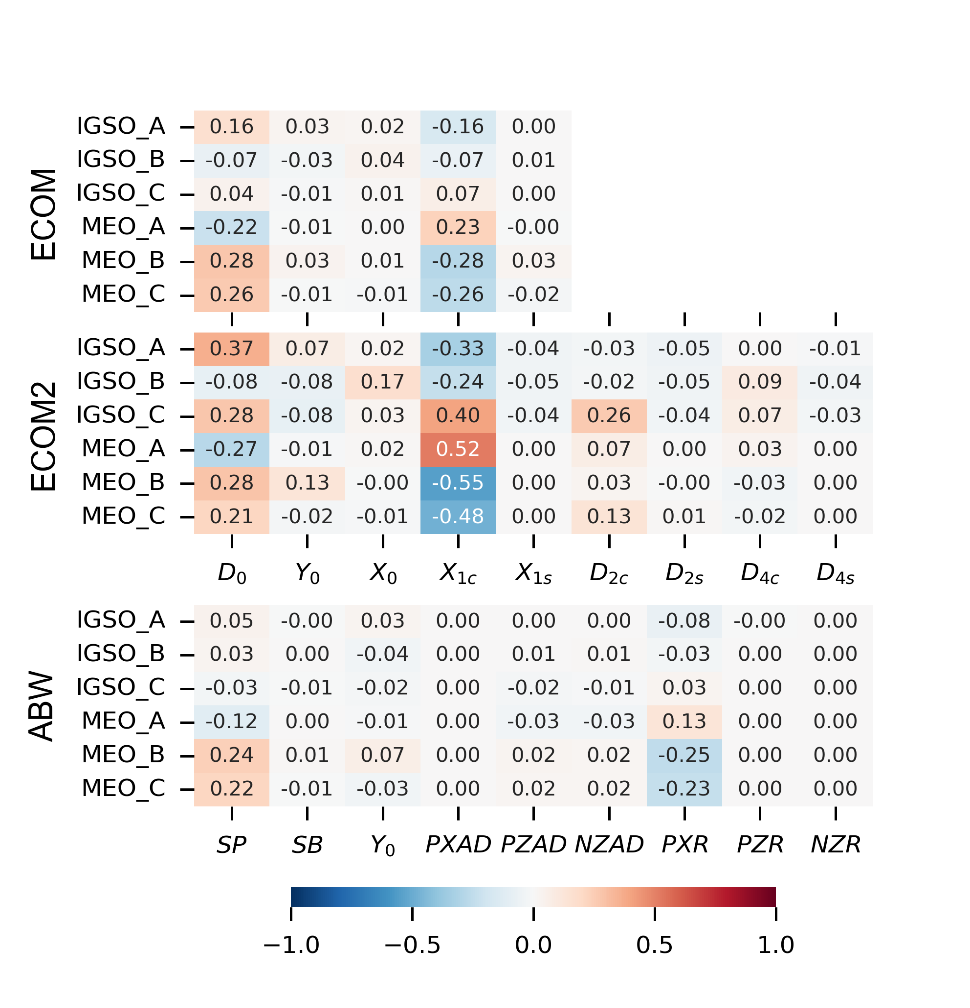 ECOM
IGSO_A 0.16 0.03 0.02 -0.16 0.00
IGSO_B -0.07 -0.03 0.04 -0.07 0.01
IGSO_C 0.04 -0.01 0.01 0.07 0.00
MEO_A -0.22 -0.01 0.00 0.23 -0.00
MEO_B 0.28 0.03 0.01 -0.28 0.03
MEO_C 0.26 -0.01 -0.01 -0.26 -0.02
ECOM2
IGSO_A 0.37 0.07 0.02 -0.33 -0.04 -0.03 -0.05 0.00 -0.01
IGSO_B -0.08 -0.08 0.17 -0.24 -0.05 -0.02 -0.05 0.09 -0.04
IGSO_C 0.28 -0.08 0.03 0.40 -0.04 0.26 -0.04 0.07 -0.03
MEO_A -0.27 -0.01 0.02 0.52 0.00 0.07 0.00 0.03 0.00
MEO_B 0.28 0.13 -0.00 -0.55 0.00 0.03 -0.00 -0.03 0.00
MEO_C 0.21 -0.02 -0.01 -0.48 0.00 0.13 0.01 -0.02 0.00
D0 Y0 X0 X1c X1s D2c D2s D4c D4s
ABW
IGSO_A 0.05 -0.00 0.03 0.00 0.00 0.00 -0.08 -0.00 0.00
IGSO_B 0.03 0.00 -0.04 0.00 0.01 0.01 -0.03 0.00 0.00
IGSO_C -0.03 -0.01 -0.02 0.00 -0.02 -0.01 0.03 0.00 0.00
MEO_A -0.12 0.00 -0.01 0.00 -0.03 -0.03 0.13 0.00 0.00
MEO_B 0.24 0.01 0.07 0.00 0.02 0.02 -0.25 0.00 0.00
MEO_C 0.22 -0.01 -0.03 0.00 0.02 0.02 -0.23 0.00 0.00
SP SB Y0 PXAD PZAD NZAD PXR PZR NZR
−1.0 −0.5 0.0 0.5 1.0